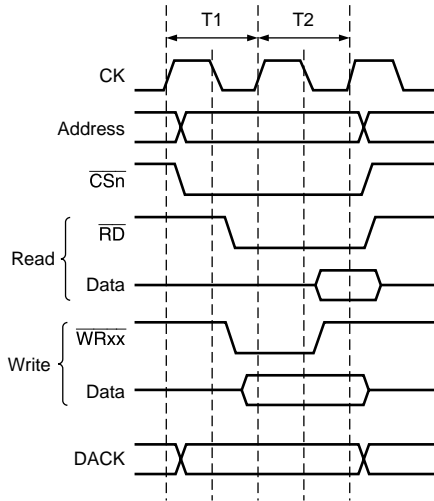 T1 T2
CK
Address
CSn
RD
Read
Data
WRxx
Write
Data
DACK